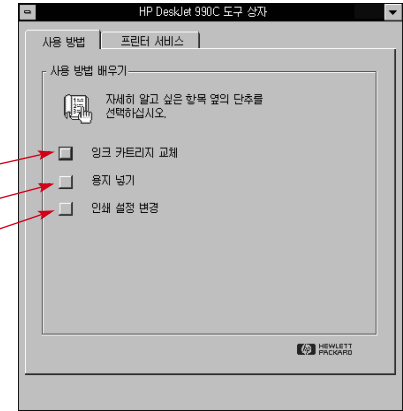 HP DeskJet 990C 도구 상자
사용 방법
프린터 서비스
사용 방법 배우기
자세히 알고 싶은 항목 옆의 단추를
선택하십시오.
잉크 카트리지 교체
용지 넣기
인쇄 설정 변경
HEWLETT
PACKARD